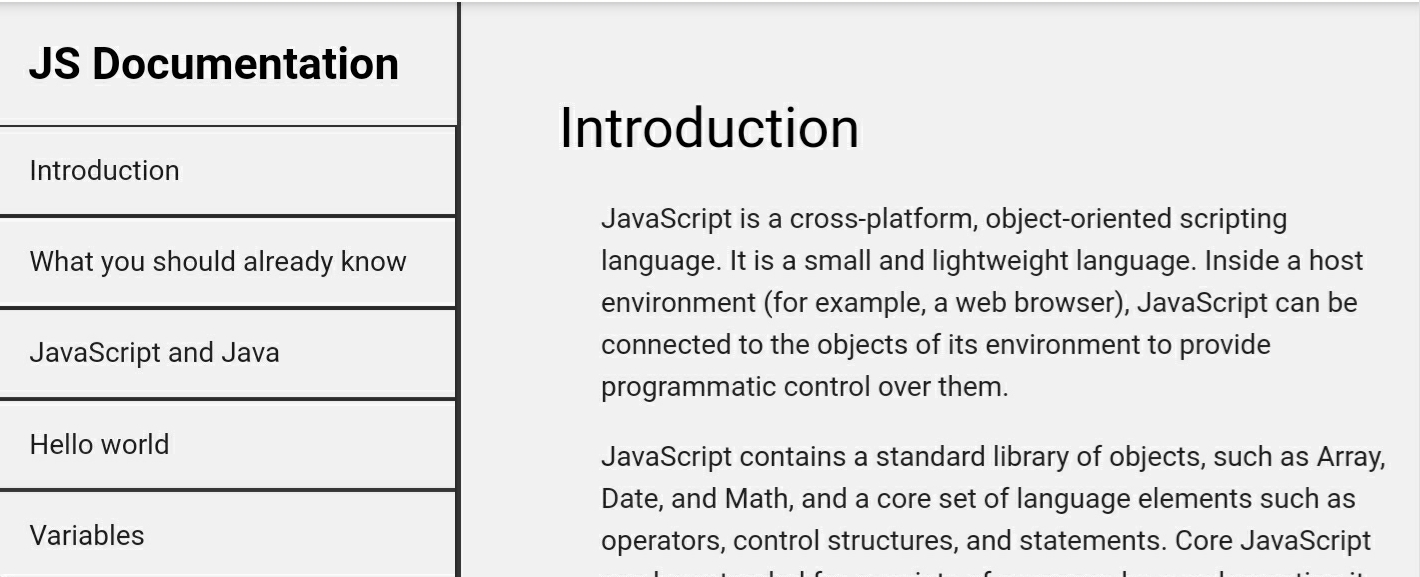 JS Documentation
Introduction
What you should already know
JavaScript and Java
Hello world
Variables
Introduction
JavaScript is a cross-platform, object-oriented scripting
language. It is a small and lightweight language. Inside a host
environment (for example, a web browser), JavaScript can be
connected to the objects of its environment to provide
programmatic control over them.
JavaScript contains a standard library of objects, such as Array,
Date, and Math, and a core set of language elements such as
operators, control structures, and statements. Core JavaScript